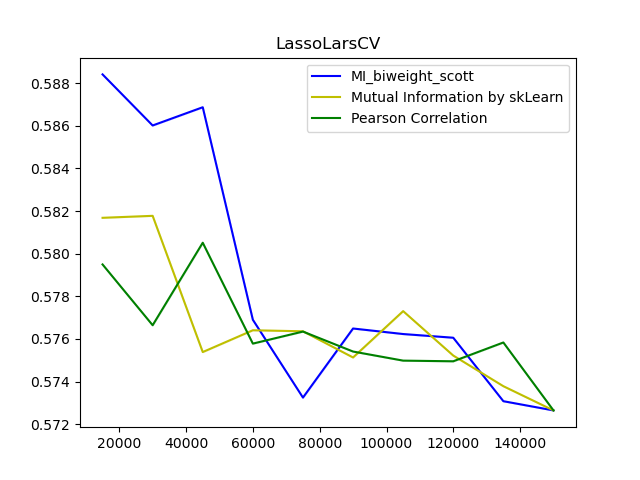 LassoLarsCV
MI_biweight_scott
Mutual Information by skLearn
Pearson Correlation
0.588
0.586
0.584
0.582
0.580
0.578
0.576
0.574
0.572
20000 40000 60000 80000 100000 120000 140000